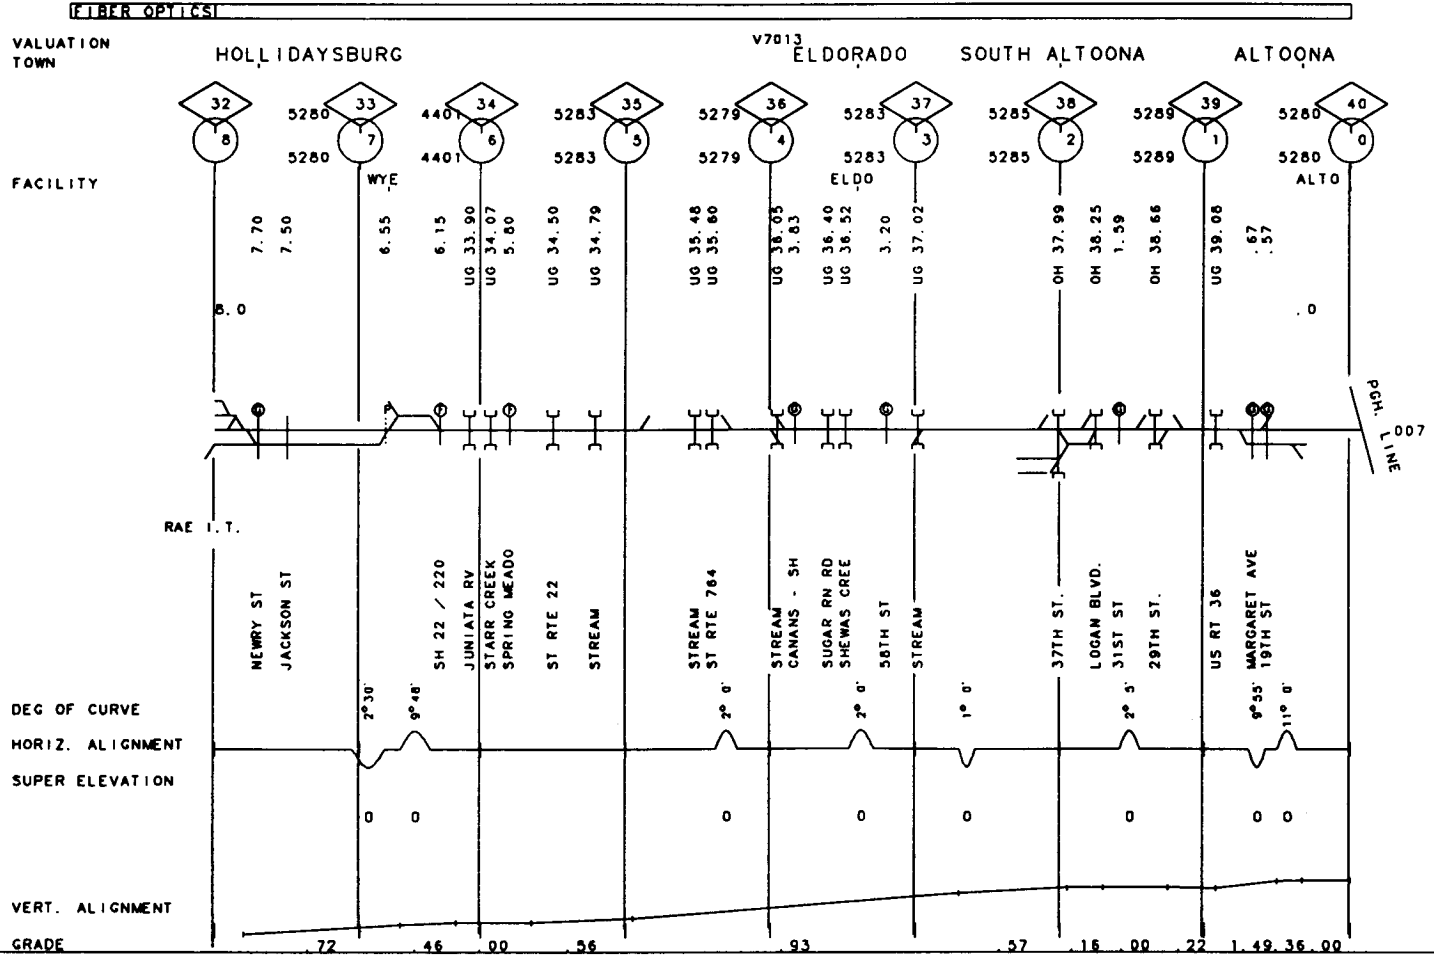 FIBER OPTICS
VALUATION V7013
TOWN HOLLIDAYSBURG ELDORADO SOUTH ALTOONA ALTOONA
32 5280 33 4401 34 5283 35 5279 36 5283 37 5285 38 5289 39 5280 40
8 5280 7 4401 6 5283 5 5279 4 5283 3 5285 2 5289 1 5280 0
FACILITY WYE ELDO ALTO
7.70
7.50
6.55
6.15
UG 33.90
UG 34.07
5.80
UG 34.50
UG 34.79
UG 35.48
UG 35.60
UG 36.05
3.83
UG 36.40
UG 36.52
3.20
UG 37.02
OH 37.99
OH 38.25
1.59
OH 38.66
UG 39.08
.67
.57
8.0 .0
PGH. LINE
007
RAE I.T.
NEWRY ST
JACKSON ST
SH 22 / 220
JUNIATA RV
STARR CREEK
SPRING MEADO
ST RTE 22
STREAM
STREAM
ST RTE 764
STREAM
CANANS - SH
SUGAR RN RD
SHEWAS CREE
58TH ST
STREAM
37TH ST.
LOGAN BLVD.
31ST ST
29TH ST.
US RT 36
MARGARET AVE
19TH ST
DEG OF CURVE 2° 30' 9° 48' 2° 0' 2° 0' 1° 0' 2° 5' 9° 55' 11° 0'
HORIZ. ALIGNMENT
SUPER ELEVATION
0 0 0 0 0 0 0 0
VERT. ALIGNMENT
GRADE .72 .46 .00 .56 .93 .57 .16 .00 .22 1.49 .36 .00